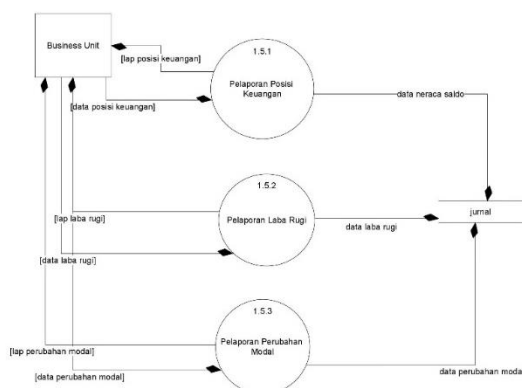 Business Unit
[lap posisi keuangan]
[data posisi keuangan]
1.5.1
Pelaporan Posisi
Keuangan
data neraca saldo
1.5.2
Pelaporan Laba Rugi
[lap laba rugi]
[data laba rugi]
data laba rugi
jurnal
1.5.3
Pelaporan Perubahan
Modal
[lap perubahan modal]
[data perubahan modal]
data perubahan modal